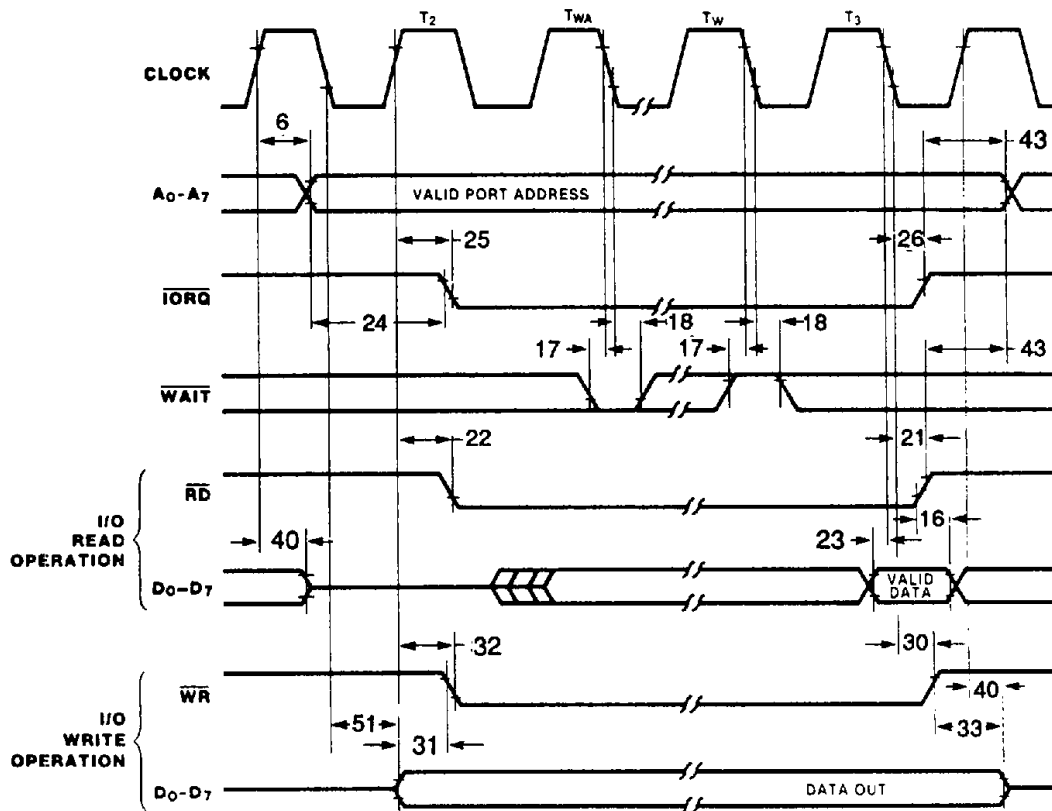 T2 TWA TW T3
CLOCK
6 43
A0-A7 VALID PORT ADDRESS
25 26
IORQ
24 18 18
17 17 43
WAIT
22 21
RD
I/O
READ
OPERATION
40 23 16
D0-D7 VALID
DATA
32 30
WR 40
I/O
WRITE
OPERATION
51 31 33
D0-D7 DATA OUT